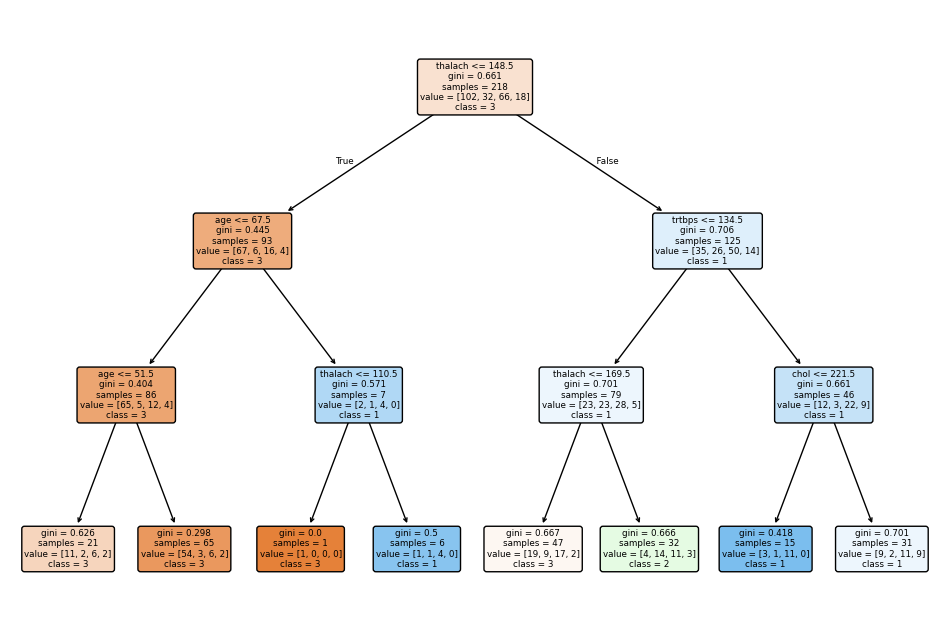 thalach <= 148.5
gini = 0.661
samples = 218
value = [102, 32, 66, 18]
class = 3
True
False
age <= 67.5
gini = 0.445
samples = 93
value = [67, 6, 16, 4]
class = 3
trtbps <= 134.5
gini = 0.706
samples = 125
value = [35, 26, 50, 14]
class = 1
age <= 51.5
gini = 0.404
samples = 86
value = [65, 5, 12, 4]
class = 3
thalach <= 110.5
gini = 0.571
samples = 7
value = [2, 1, 4, 0]
class = 1
thalach <= 169.5
gini = 0.701
samples = 79
value = [23, 23, 28, 5]
class = 1
chol <= 221.5
gini = 0.661
samples = 46
value = [12, 3, 22, 9]
class = 1
gini = 0.626
samples = 21
value = [11, 2, 6, 2]
class = 3
gini = 0.298
samples = 65
value = [54, 3, 6, 2]
class = 3
gini = 0.0
samples = 1
value = [1, 0, 0, 0]
class = 3
gini = 0.5
samples = 6
value = [1, 1, 4, 0]
class = 1
gini = 0.667
samples = 47
value = [19, 9, 17, 2]
class = 3
gini = 0.666
samples = 32
value = [4, 14, 11, 3]
class = 2
gini = 0.418
samples = 15
value = [3, 1, 11, 0]
class = 1
gini = 0.701
samples = 31
value = [9, 2, 11, 9]
class = 1